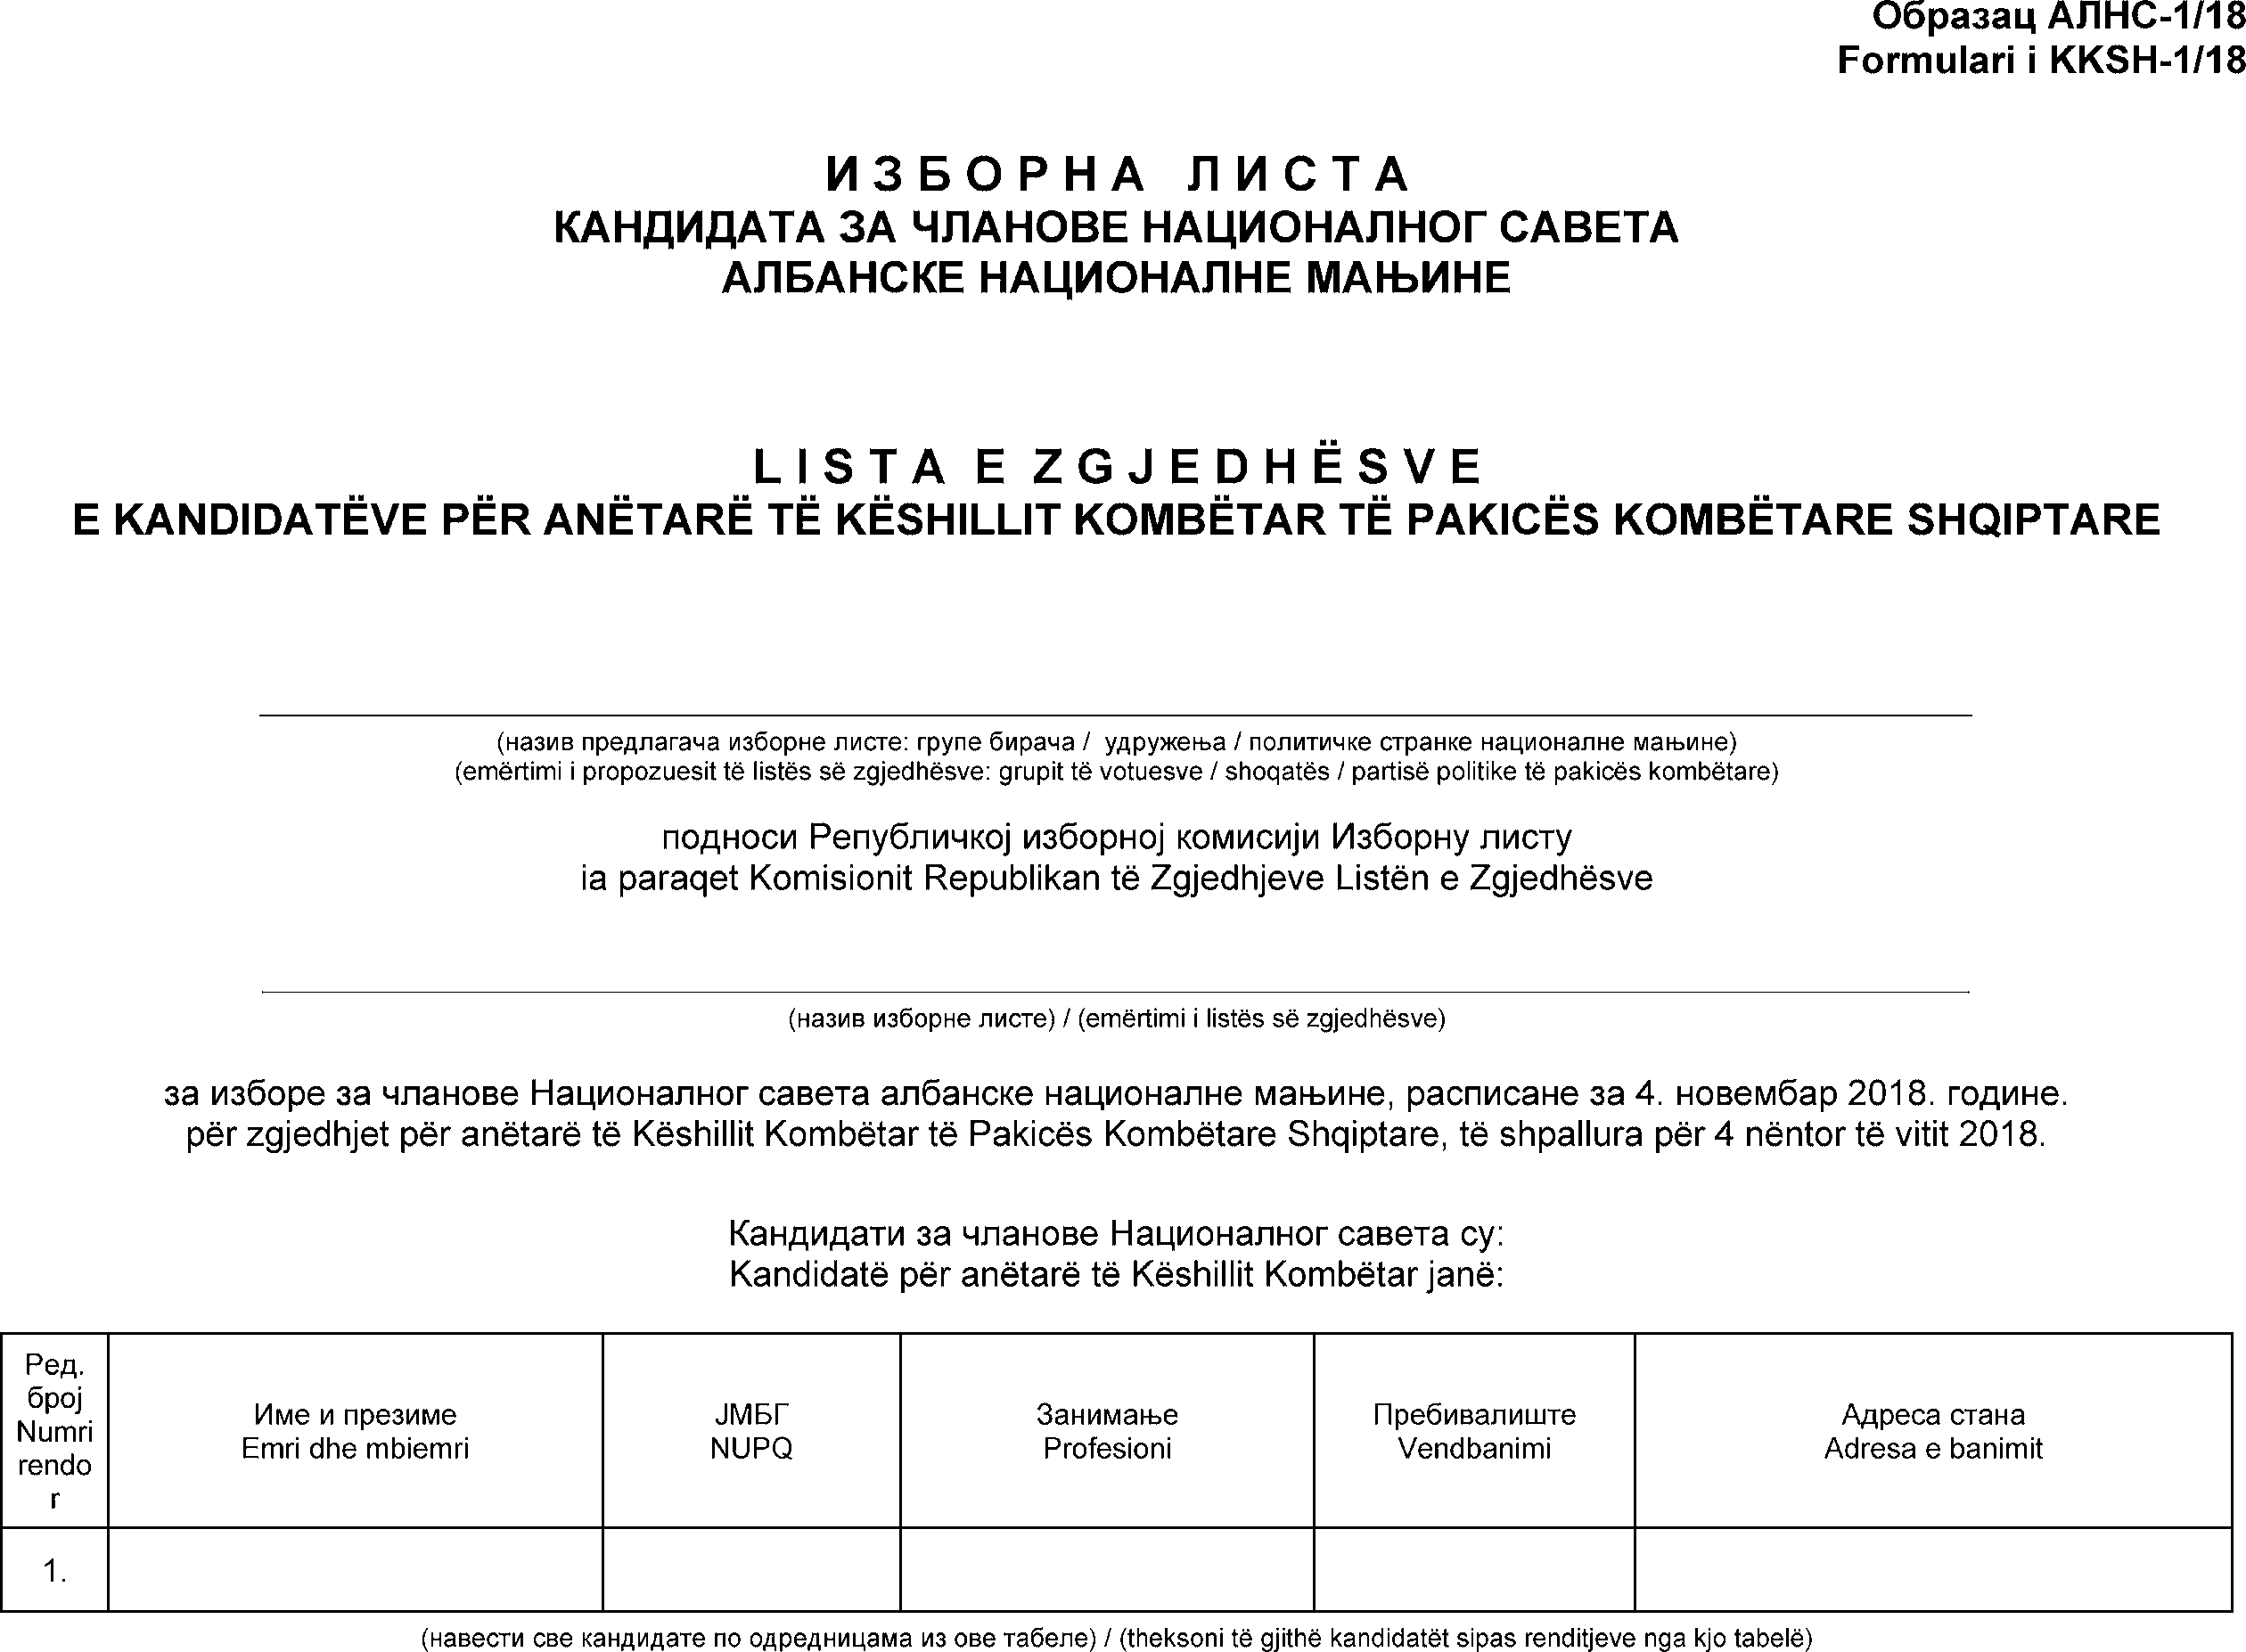 Образац АЛНС-1/18
Formulari i KKSH-1/18
И З Б О Р Н А Л И С Т А
КАНДИДАТА ЗА ЧЛАНОВЕ НАЦИОНАЛНОГ САВЕТА
АЛБАНСКЕ НАЦИОНАЛНЕ МАЊИНЕ
L I S T A E Z G J E D H Ë S V E
E KANDIDATËVE PËR ANËTARË TË KËSHILLIT KOMBËTAR TË PAKICËS KOMBËTARE SHQIPTARE
(назив предлагача изборне листе: групе бирача / удружења / политичке странке националне мањине)
(emërtimi i propozuesit të listës së zgjedhësve: grupit të votuesve / shoqatës / partisë politike të pakicës kombëtare)
подноси Републичкој изборној комисији Изборну листу
ia paraqet Komisionit Republikan të Zgjedhjeve Listën e Zgjedhësve
(назив изборне листе) / (emërtimi i listës së zgjedhësve)
за изборе за чланове Националног савета албанске националне мањине, расписане за 4. новембар 2018. године.
për zgjedhjet për anëtarë të Këshillit Kombëtar të Pakicës Kombëtare Shqiptare, të shpallura për 4 nëntor të vitit 2018.
Кандидати за чланове Националног савета су:
Kandidatë për anëtarë të Këshillit Kombëtar janë:
Ред.
број
Numri
rendo
r
Име и презиме
Emri dhe mbiemri
ЈМБГ
NUPQ
Занимање
Profesioni
Пребивалиште
Vendbanimi
Адреса стана
Adresa e banimit
1.
(навести све кандидате по одредницама из ове табеле) / (theksoni të gjithë kandidatët sipas renditjeve nga kjo tabelë)